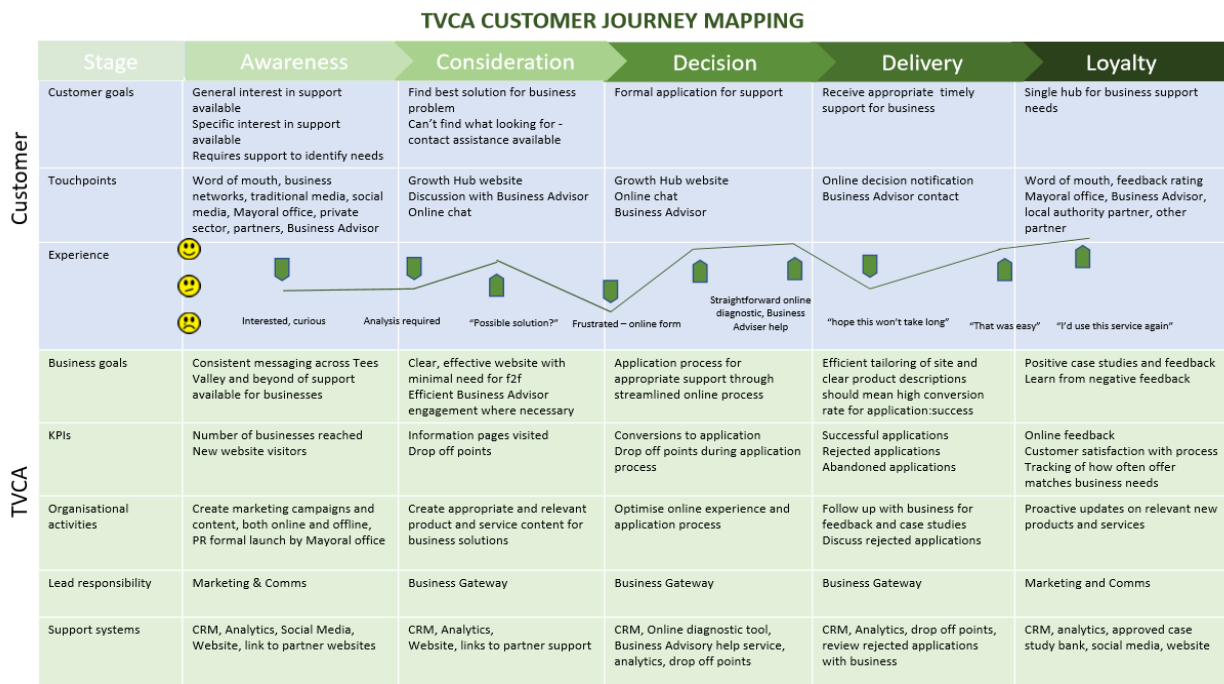 TVCA CUSTOMER JOURNEY MAPPING
Stage
Awareness
Consideration
Decision
Delivery
Loyalty
Customer
Customer goals
General interest in support
available
Specific interest in support
available
Requires support to identify needs
Find best solution for business
problem
Can't find what looking for -
contact assistance available
Formal application for support
Receive appropriate timely
support for business
Single hub for business support
needs
Touchpoints
Word of mouth, business
networks, traditional media, social
media, Mayoral office, private
sector, partners, Business Advisor
Growth Hub website
Discussion with Business Advisor
Online chat
Growth Hub website
Online chat
Business Advisor
Online decision notification
Business Advisor contact
Word of mouth, feedback rating
Mayoral office, Business Advisor,
local authority partner, other
partner
Experience
Interested, curious
Analysis required
"Possible solution?"
Frustrated – online form
Straightforward online
diagnostic, Business
Adviser help
"hope this won't take long"
"That was easy"
"I'd use this service again"
TVCA
Business goals
Consistent messaging across Tees
Valley and beyond of support
available for businesses
Clear, effective website with
minimal need for f2f
Efficient Business Advisor
engagement where necessary
Application process for
appropriate support through
streamlined online process
Efficient tailoring of site and
clear product descriptions
should mean high conversion
rate for application:success
Positive case studies and feedback
Learn from negative feedback
KPIs
Number of businesses reached
New website visitors
Information pages visited
Drop off points
Conversions to application
Drop off points during application
process
Successful applications
Rejected applications
Abandoned applications
Online feedback
Customer satisfaction with process
Tracking of how often offer
matches business needs
Organisational
activities
Create marketing campaigns and
content, both online and offline,
PR formal launch by Mayoral office
Create appropriate and relevant
product and service content for
business solutions
Optimise online experience and
application process
Follow up with business for
feedback and case studies
Discuss rejected applications
Proactive updates on relevant new
products and services
Lead responsibility
Marketing & Comms
Business Gateway
Business Gateway
Business Gateway
Marketing and Comms
Support systems
CRM, Analytics, Social Media,
Website, link to partner websites
CRM, Analytics,
Website, links to partner support
CRM, Online diagnostic tool,
Business Advisory help service,
analytics, drop off points
CRM, Analytics, drop off points,
review rejected applications
with business
CRM, analytics, approved case
study bank, social media, website